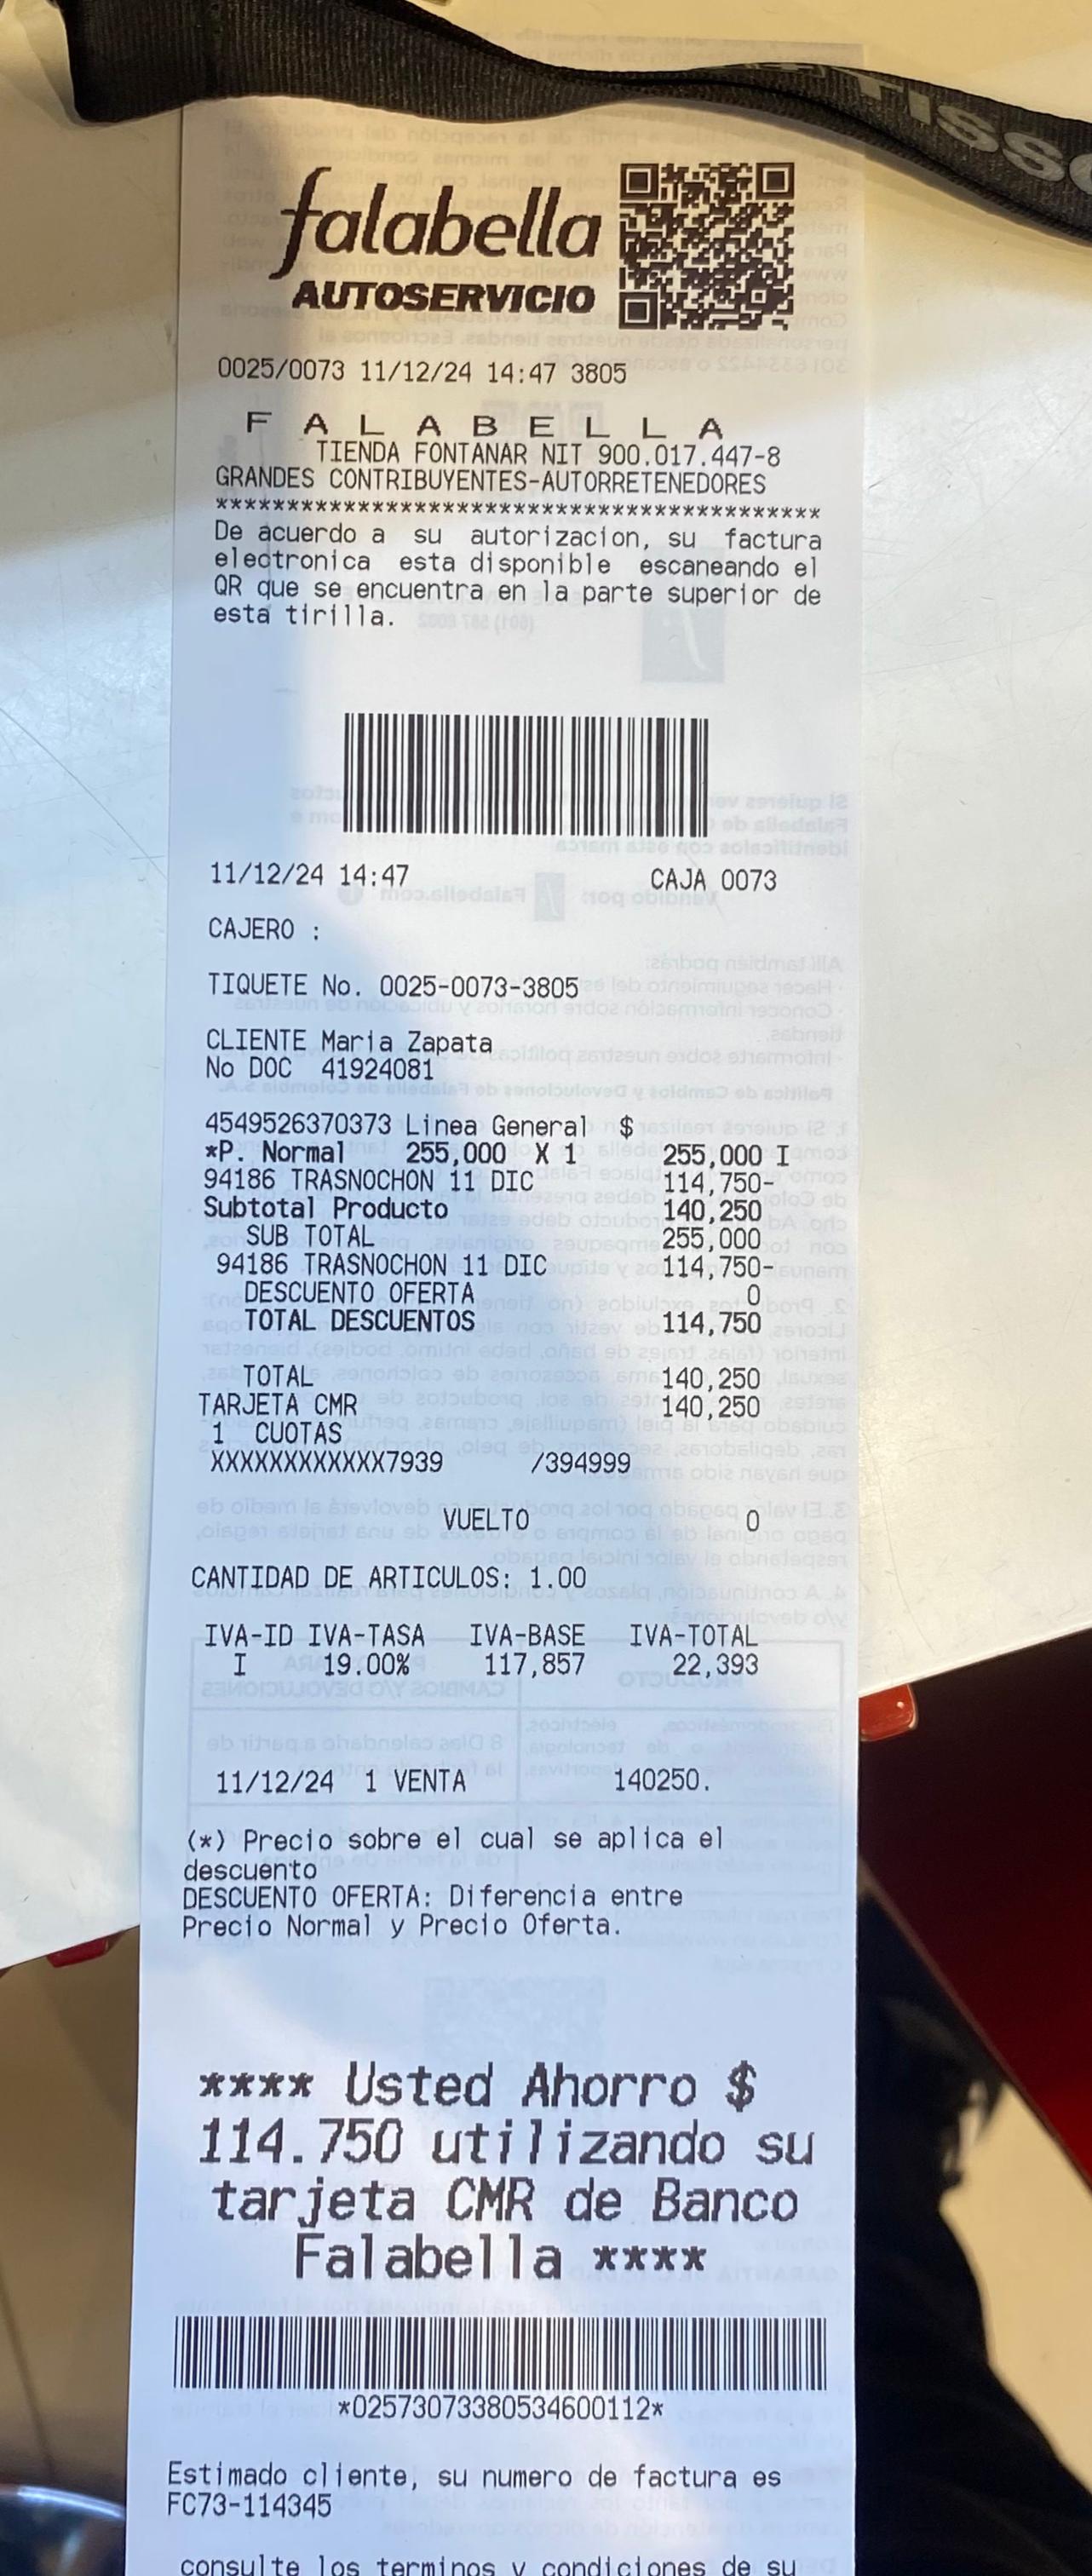 TISSO
falabella
AUTOSERVICIO
0025/0073 11/12/24 14:47 3805
F A L A B E L L A
TIENDA FONTANAR NIT 900.017.447-8
GRANDES CONTRIBUYENTES-AUTORRETENEDORES
*******************************************
De acuerdo a su autorizacion, su factura
electronica esta disponible escaneando el
QR que se encuentra en la parte superior de
esta tirilla.
11/12/24 14:47 CAJA 0073
CAJERO :
TIQUETE No. 0025-0073-3805
CLIENTE Maria Zapata
No DOC 41924081
4549526370373 Linea General $
*P. Normal 255,000 X 1 255,000 I
94186 TRASNOCHON 11 DIC 114,750-
Subtotal Producto 140,250
SUB TOTAL 255,000
94186 TRASNOCHON 11 DIC 114,750-
DESCUENTO OFERTA 0
TOTAL DESCUENTOS 114,750
TOTAL 140,250
TARJETA CMR 140,250
1 CUOTAS
XXXXXXXXXXXX7939 /394999
VUELTO 0
CANTIDAD DE ARTICULOS: 1.00
IVA-ID IVA-TASA IVA-BASE IVA-TOTAL
I 19.00% 117,857 22,393
11/12/24 1 VENTA 140250.
(*) Precio sobre el cual se aplica el
descuento
DESCUENTO OFERTA: Diferencia entre
Precio Normal y Precio Oferta.
**** Usted Ahorro $
114.750 utilizando su
tarjeta CMR de Banco
Falabella ****
*02573073380534600112*
Estimado cliente, su numero de factura es
FC73-114345
consulte los terminos y condiciones de su